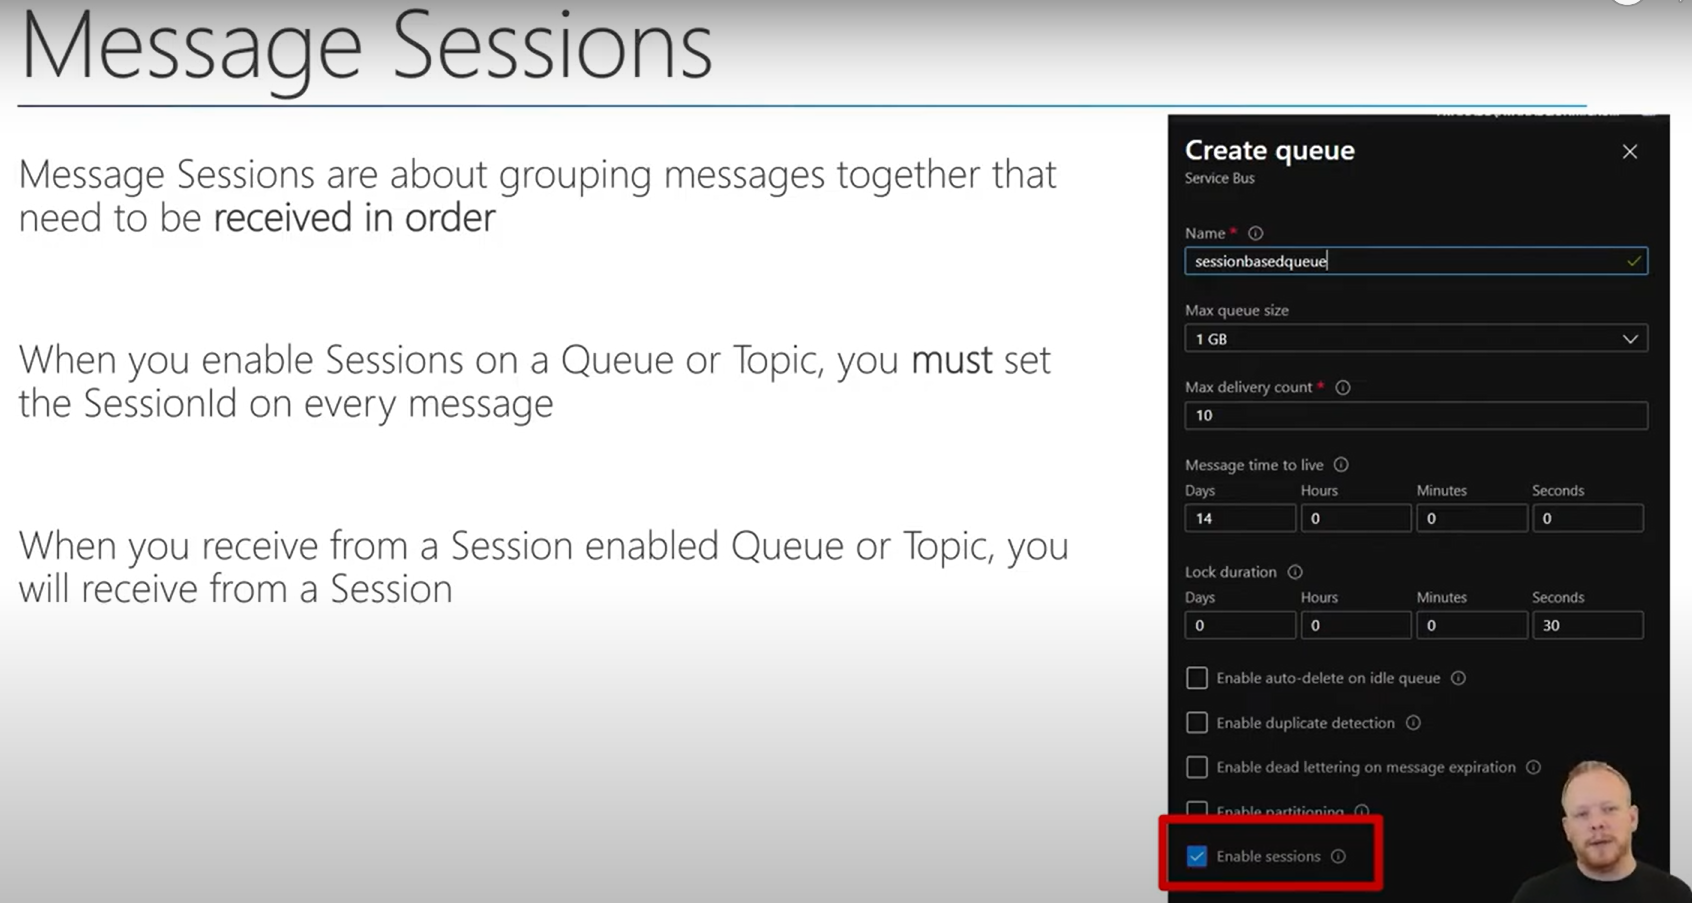 Message Sessions
Message Sessions are about grouping messages together that
need to be received in order
When you enable Sessions on a Queue or Topic, you must set
the SessionId on every message
When you receive from a Session enabled Queue or Topic, you
will receive from a Session
Create queue
Service Bus
Name *
sessionbasedqueue
Max queue size
1 GB
Max delivery count *
10
Message time to live
Days Hours Minutes Seconds
14 0 0 0
Lock duration
Days Hours Minutes Seconds
0 0 0 30
Enable auto-delete on idle queue
Enable duplicate detection
Enable dead lettering on message expiration
Enable partitioning
Enable sessions